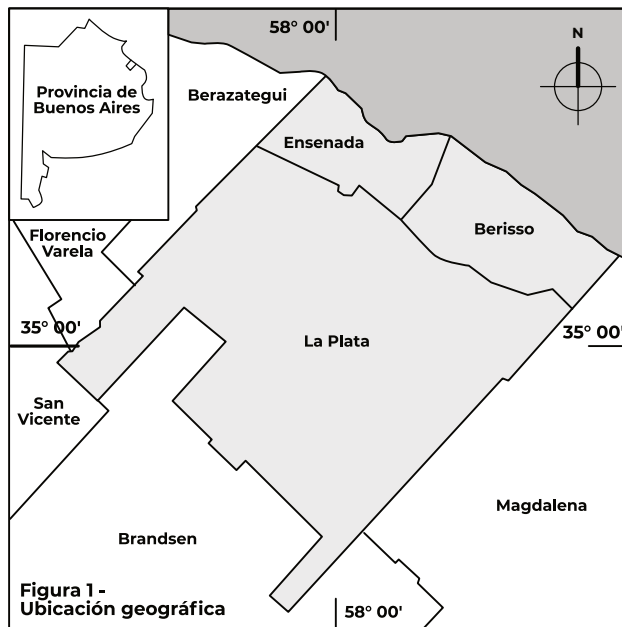 58° 00'
N
Provincia de
Buenos Aires
Berazategui
Ensenada
Florencio
Varela
Berisso
35° 00'
La Plata
35° 00'
San
Vicente
Magdalena
Brandsen
Figura 1 -
Ubicación geográfica
58° 00'